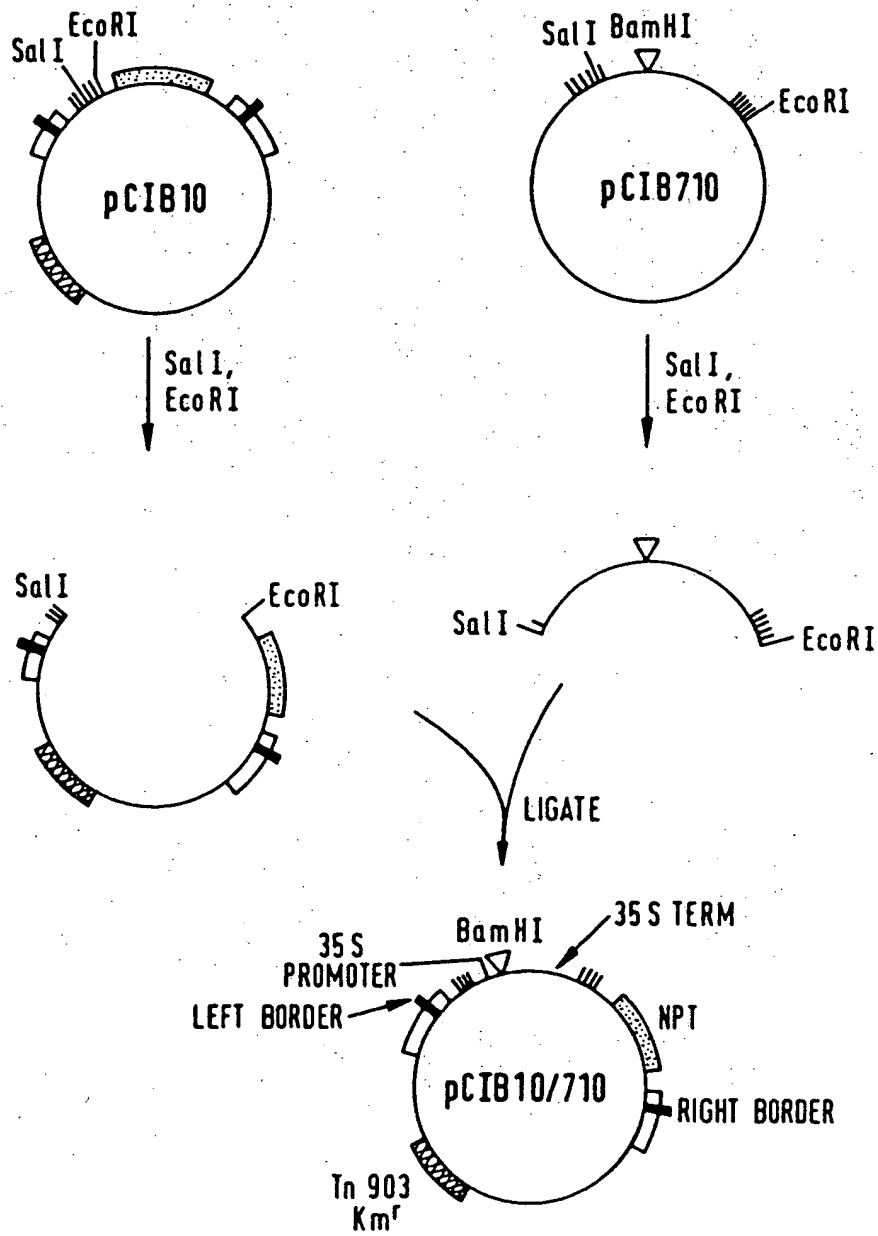 EcoRI
Sal I
pCIB10
Sal I
BamHI
EcoRI
pCIB710
Sal I,
EcoRI
Sal I,
EcoRI
Sal I
EcoRI
Sal I
EcoRI
LIGATE
35 S
PROMOTER
BamHI
35 S TERM
LEFT BORDER
NPT
pCIB10/710
RIGHT BORDER
Tn 903
Kmʳ